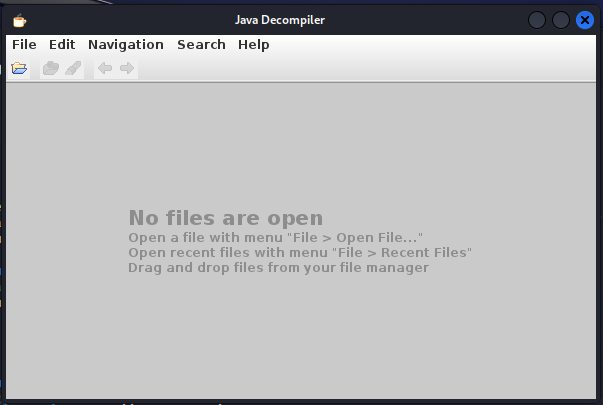 Java Decompiler
File Edit Navigation Search Help
No files are open
Open a file with menu "File > Open File..."
Open recent files with menu "File > Recent Files"
Drag and drop files from your file manager